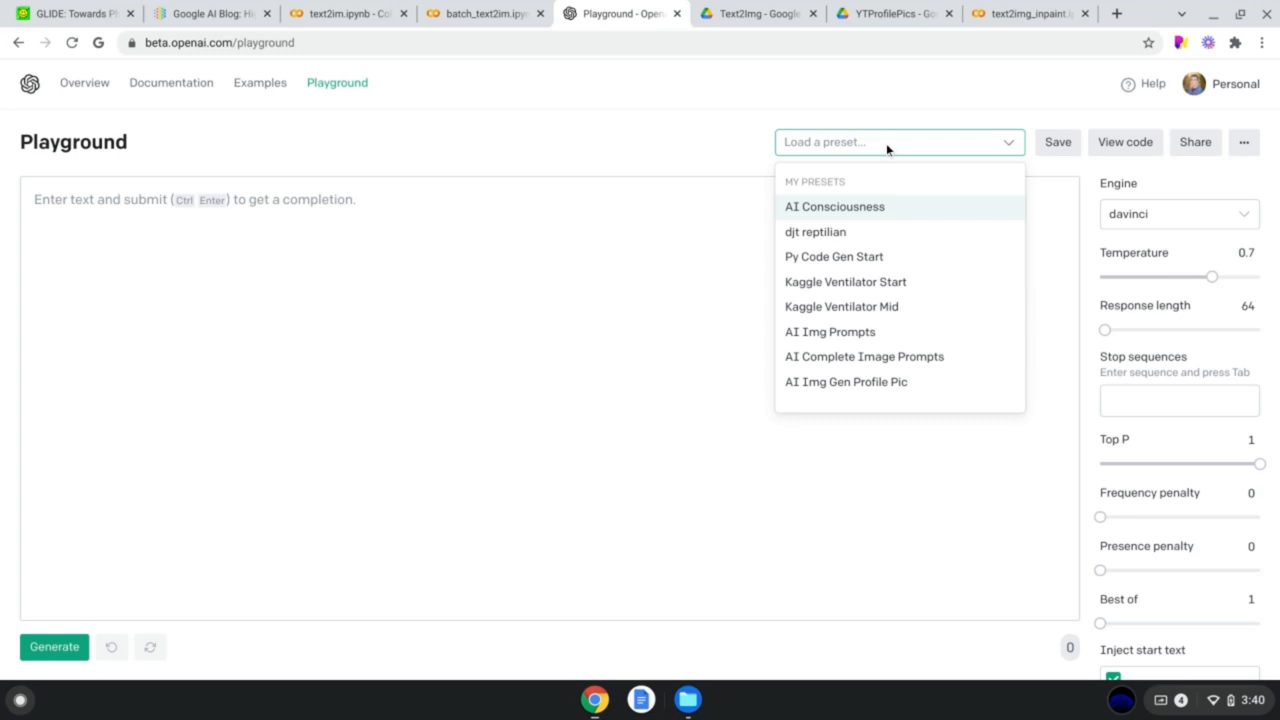 GLIDE: Towards P
Google AI Blog: Hi
text2im.ipynb - Co
batch_text2im.ipy
Playground - Open
Text2Img - Google
YTProfilePics - Go
text2img_inpaint.i
beta.openai.com/playground
Overview
Documentation
Examples
Playground
Help
Personal
Playground
Load a preset...
Save
View code
Share
Enter text and submit (Ctrl Enter) to get a completion.
MY PRESETS
AI Consciousness
djt reptilian
Py Code Gen Start
Kaggle Ventilator Start
Kaggle Ventilator Mid
AI Img Prompts
AI Complete Image Prompts
AI Img Gen Profile Pic
Engine
davinci
Temperature 0.7
Response length 64
Stop sequences
Enter sequence and press Tab
Top P 1
Frequency penalty 0
Presence penalty 0
Best of 1
Inject start text
Generate
0
4 3:40